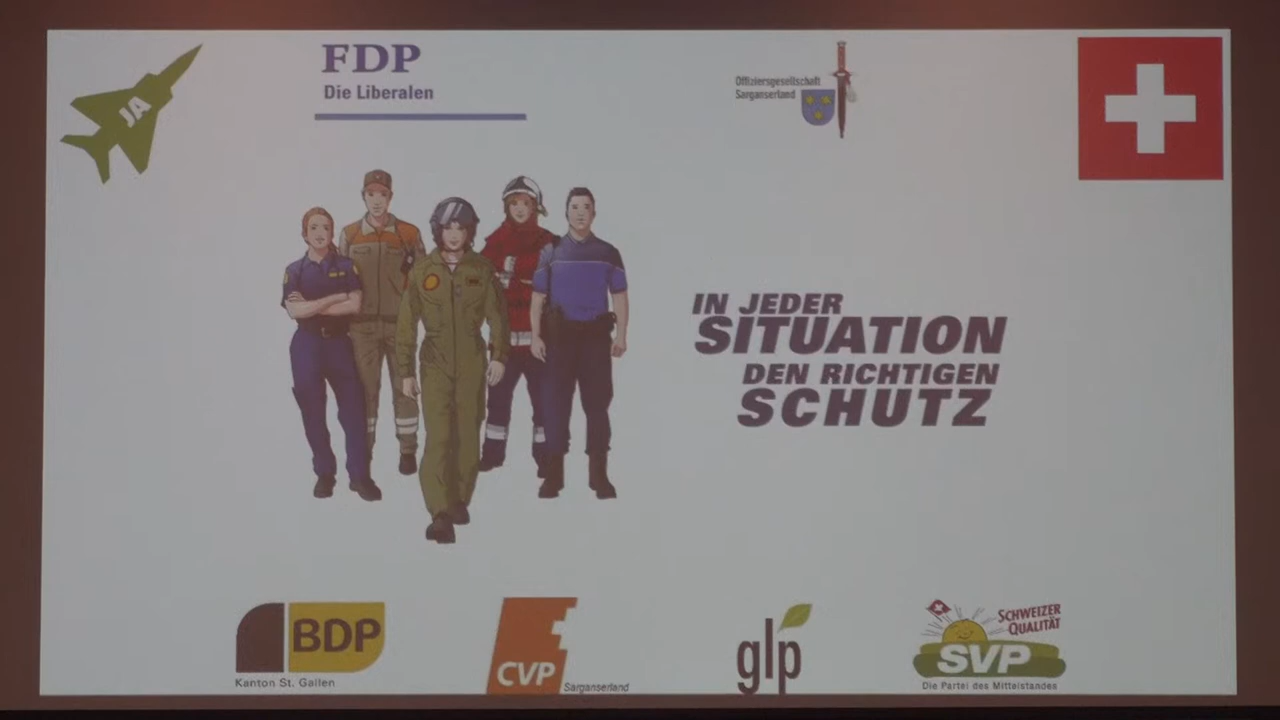 JA
FDP
Die Liberalen
Offiziersgesellschaft
Sarganserland
IN JEDER
SITUATION
DEN RICHTIGEN
SCHUTZ
BDP
Kanton St. Gallen
CVP
Sarganserland
glp
SCHWEIZER
QUALITÄT
SVP
Die Partei des Mittelstandes